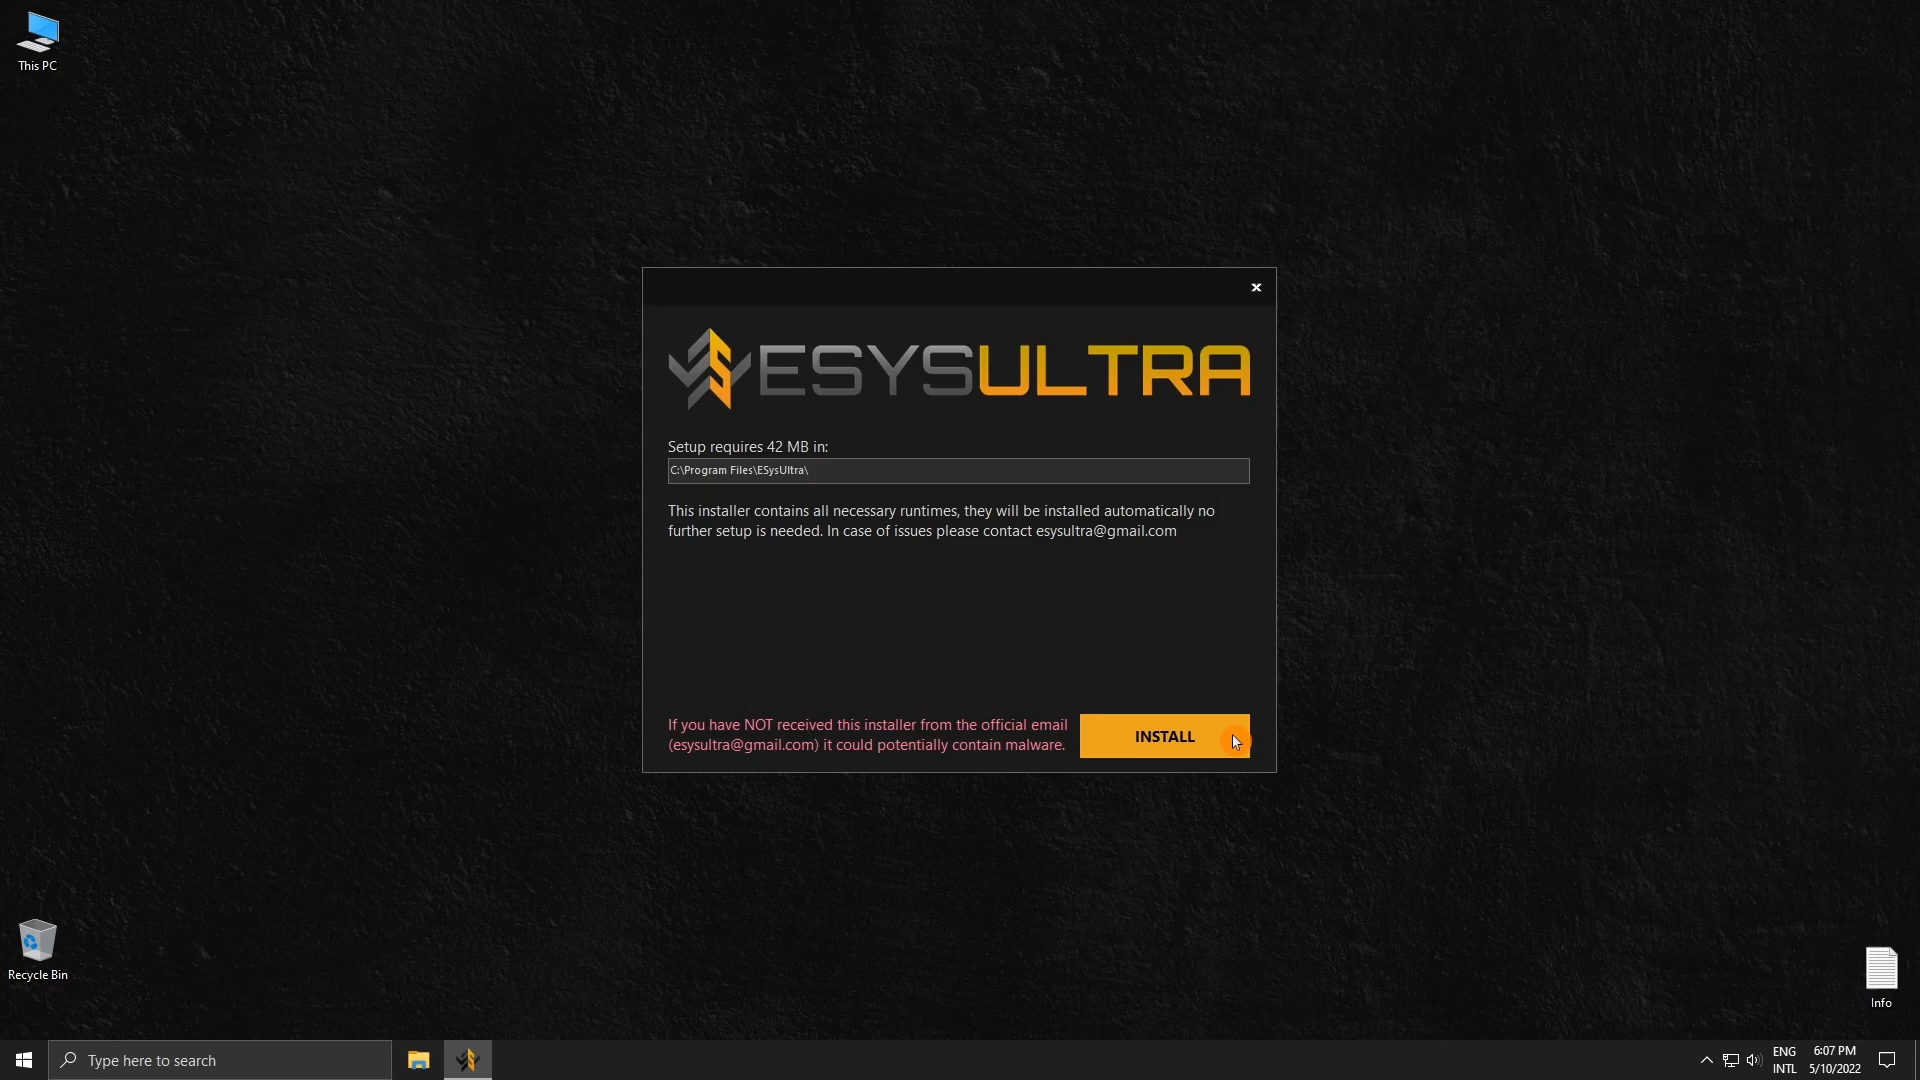 This PC
ESYSULTRA
Setup requires 42 MB in:
C:\Program Files\ESysUltra\
This installer contains all necessary runtimes, they will be installed automatically no
further setup is needed. In case of issues please contact esysultra@gmail.com
If you have NOT received this installer from the official email
(esysultra@gmail.com) it could potentially contain malware.
INSTALL
Recycle Bin
Info
Type here to search
ENG
INTL
6:07 PM
5/10/2022